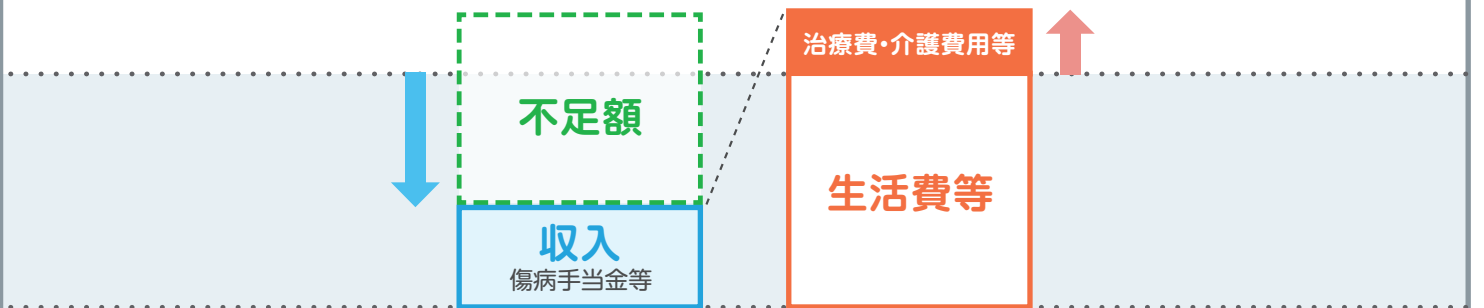 治療費・介護費用等
不足額
生活費等
収入
傷病手当金等